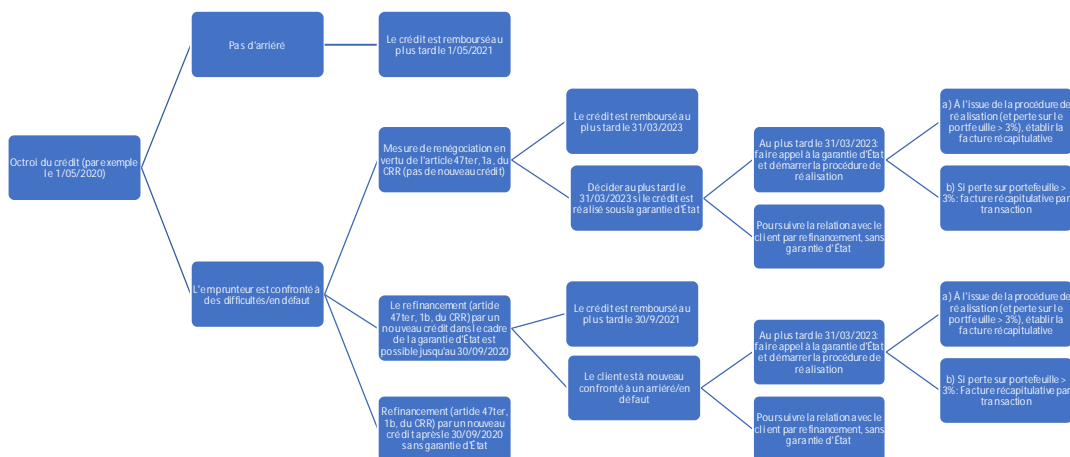 Pas d'arriéré
Le crédit est remboursé au
plus tard le 1/05/2021
Octroi du crédit (par exemple
le 1/05/2020)
L'emprunteur est confronté à
des difficultés/en défaut
Mesure de renégociation en
vertu de l'article 47ter, 1a, du
CRR (pas de nouveau crédit)
Le crédit est remboursé au
plus tard le 31/03/2023
Décider au plus tard le
31/03/2023 si le crédit est
réalisé sous la garantie d'État
Au plus tard le 31/03/2023:
faire appel à la garantie d'État
et démarrer la procédure de
réalisation
a) À l'issue de la procédure de
réalisation (et perte sur le
portfeuille > 3%), établir la
facture récapitulative
b) Si perte sur portefeuille >
3%: facture récapitulative par
transaction
Poursuivre la relation avec le
client par refinancement, sans
garantie d'État
Le refinancement (article
47ter, 1b, du CRR) par un
nouveau crédit dans le cadre
de la garantie d'État est
possible jusqu'au 30/09/2020
Le crédit est remboursé au
plus tard le 30/9/2021
Le client est à nouveau
confronté à un arriéré/en
défaut
Au plus tard le 31/03/2023:
faire appel à la garantie d'État
et démarrer la procédure de
réalisation
a) À l'issue de la procédure de
réalisation (et perte sur le
portfeuille > 3%), établir la
facture récapitulative
b) Si perte sur portefeuille >
3%: Facture récapitulative par
transaction
Poursuivre la relation avec le
client par refinancement, sans
garantie d'État
Refinancement (article 47ter,
1b, du CRR) par un nouveau
crédit après le 30/09/2020
sans garantie d'État